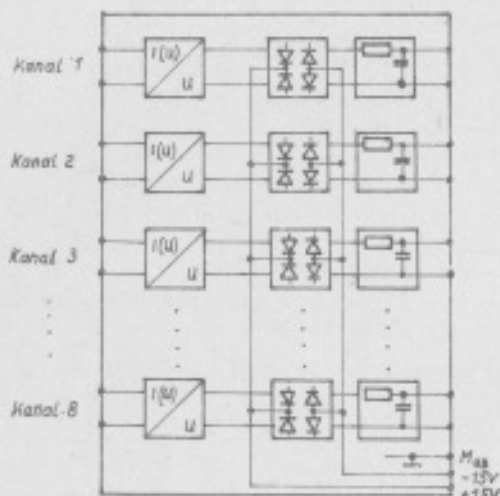 Kanal 1
I(u)
u
Kanal 2
I(u)
u
Kanal 3
I(u)
u
Kanal 8
I(u)
u
-15V
+15V